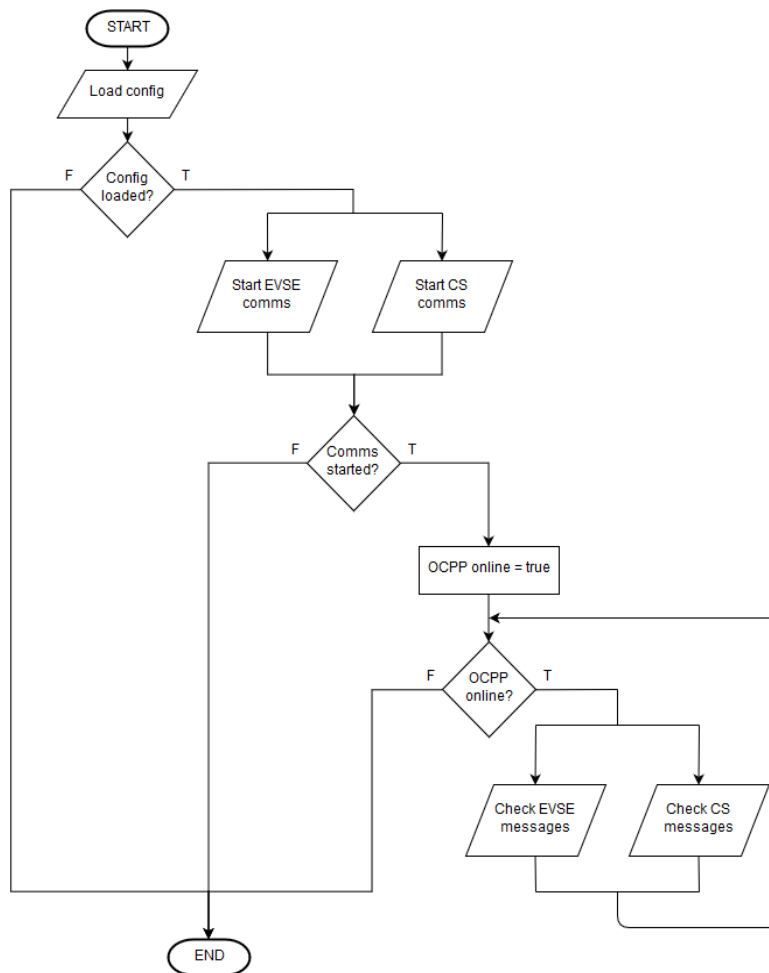 START
Load config
F
T
Config
loaded?
Start EVSE
comms
Start CS
comms
F
T
Comms
started?
OCPP online = true
F
T
OCPP
online?
Check EVSE
messages
Check CS
messages
END